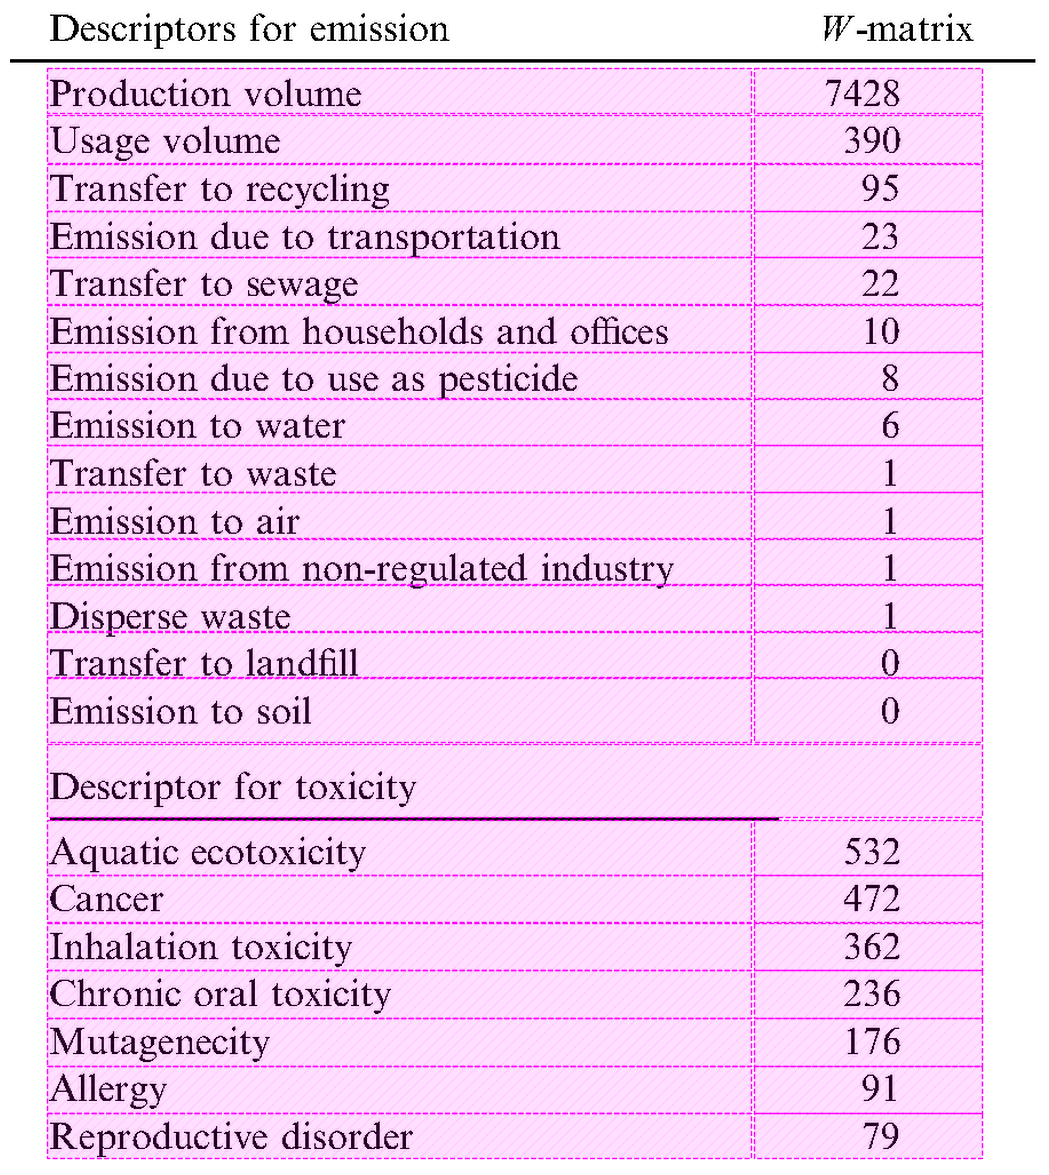 Descriptors for emission W-matrix
Production volume 7428
Usage volume 390
Transfer to recycling 95
Emission due to transportation 23
Transfer to sewage 22
Emission from households and offices 10
Emission due to use as pesticide 8
Emission to water 6
Transfer to waste 1
Emission to air 1
Emission from non-regulated industry 1
Disperse waste 1
Transfer to landfill 0
Emission to soil 0
Descriptor for toxicity
Aquatic ecotoxicity 532
Cancer 472
Inhalation toxicity 362
Chronic oral toxicity 236
Mutagenecity 176
Allergy 91
Reproductive disorder 79